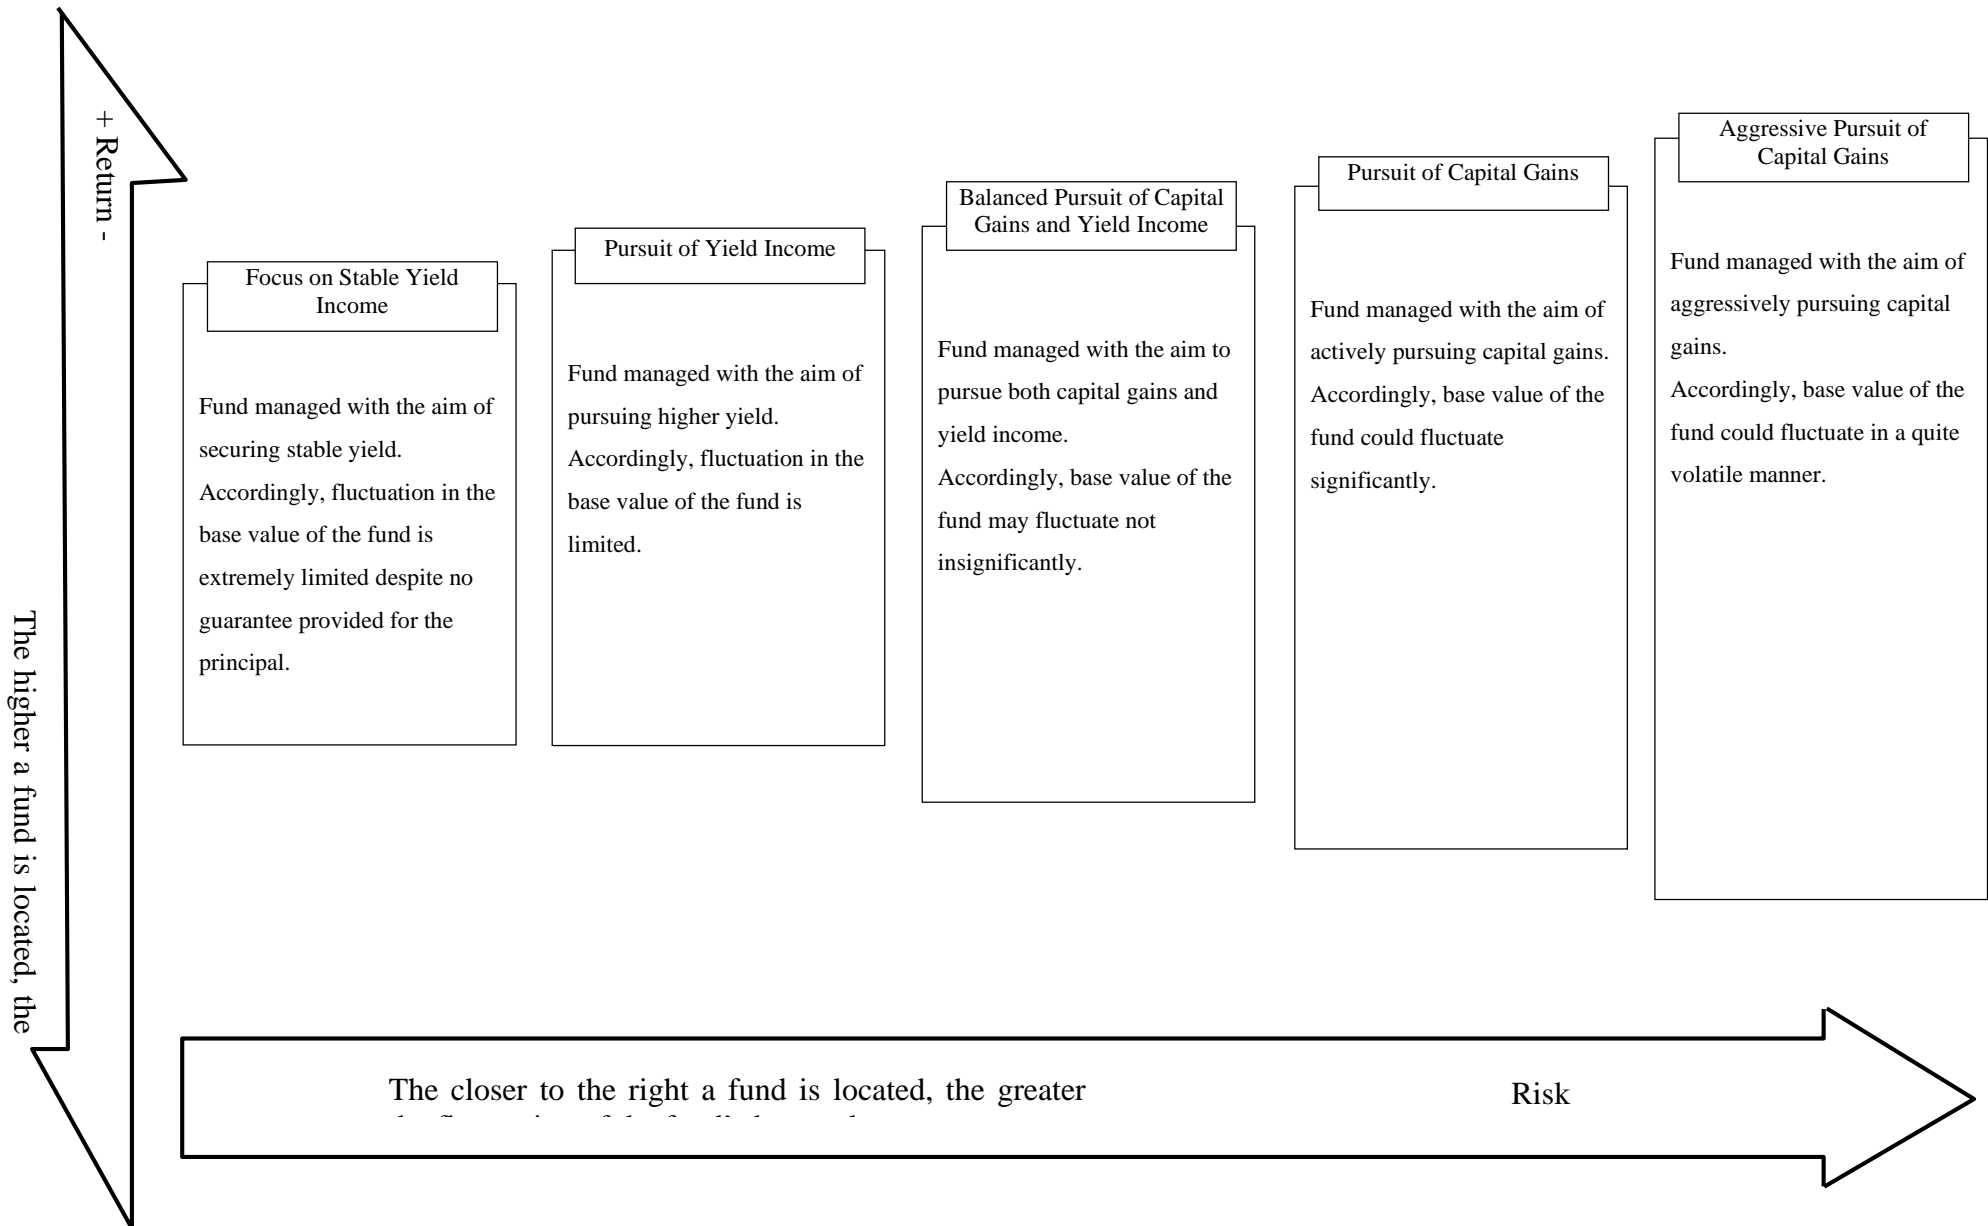 + Return -
The higher a fund is located, the
Focus on Stable Yield
Income
Fund managed with the aim of
securing stable yield.
Accordingly, fluctuation in the
base value of the fund is
extremely limited despite no
guarantee provided for the
principal.
Pursuit of Yield Income
Fund managed with the aim of
pursuing higher yield.
Accordingly, fluctuation in the
base value of the fund is
limited.
Balanced Pursuit of Capital
Gains and Yield Income
Fund managed with the aim to
pursue both capital gains and
yield income.
Accordingly, base value of the
fund may fluctuate not
insignificantly.
Pursuit of Capital Gains
Fund managed with the aim of
actively pursuing capital gains.
Accordingly, base value of the
fund could fluctuate
significantly.
Aggressive Pursuit of
Capital Gains
Fund managed with the aim of
aggressively pursuing capital
gains.
Accordingly, base value of the
fund could fluctuate in a quite
volatile manner.
The closer to the right a fund is located, the greater
Risk